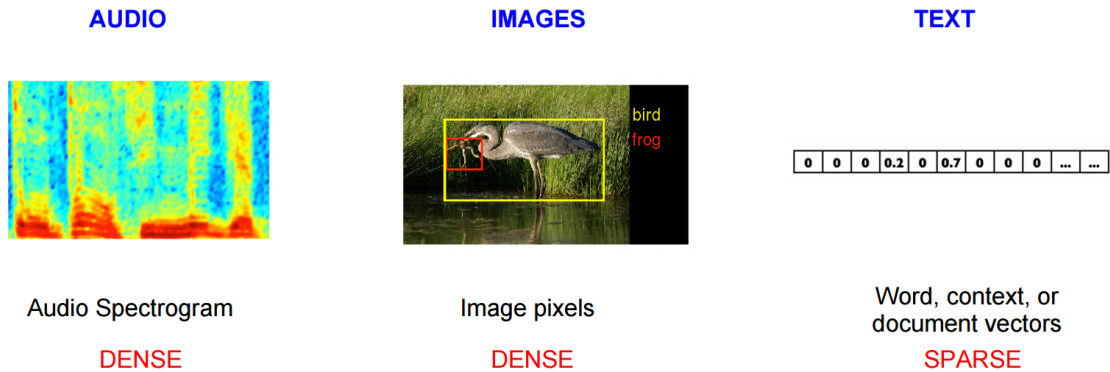 AUDIO
IMAGES
TEXT
bird
frog
0 0 0 0.2 0 0.7 0 0 0 ... ...
Audio Spectrogram
Image pixels
Word, context, or
document vectors
DENSE
DENSE
SPARSE